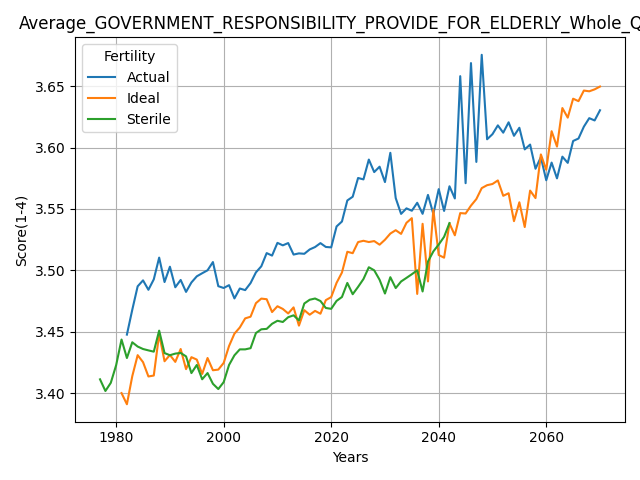 Average_GOVERNMENT_RESPONSIBILITY_PROVIDE_FOR_ELDERLY_Whole_Q
Fertility
Actual
Ideal
Sterile
Score(1-4)
3.65
3.60
3.55
3.50
3.45
3.40
1980 2000 2020 2040 2060
Years